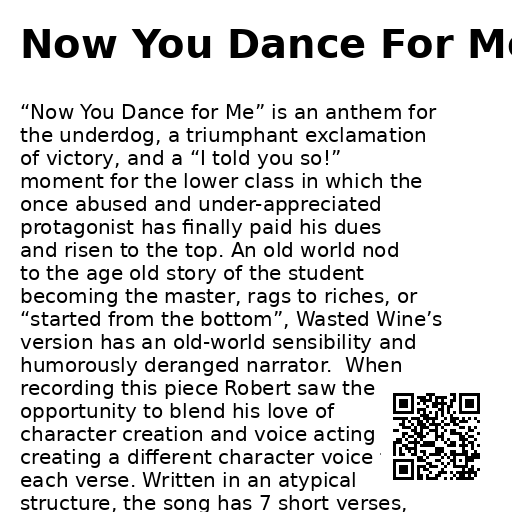 Now You Dance For Me
“Now You Dance for Me” is an anthem for
the underdog, a triumphant exclamation
of victory, and a “I told you so!”
moment for the lower class in which the
once abused and under-appreciated
protagonist has finally paid his dues
and risen to the top. An old world nod
to the age old story of the student
becoming the master, rags to riches, or
“started from the bottom”, Wasted Wine’s
version has an old-world sensibility and
humorously deranged narrator.  When
recording this piece Robert saw the
opportunity to blend his love of
character creation and voice acting
creating a different character voice
each verse. Written in an atypical
structure, the song has 7 short verses,